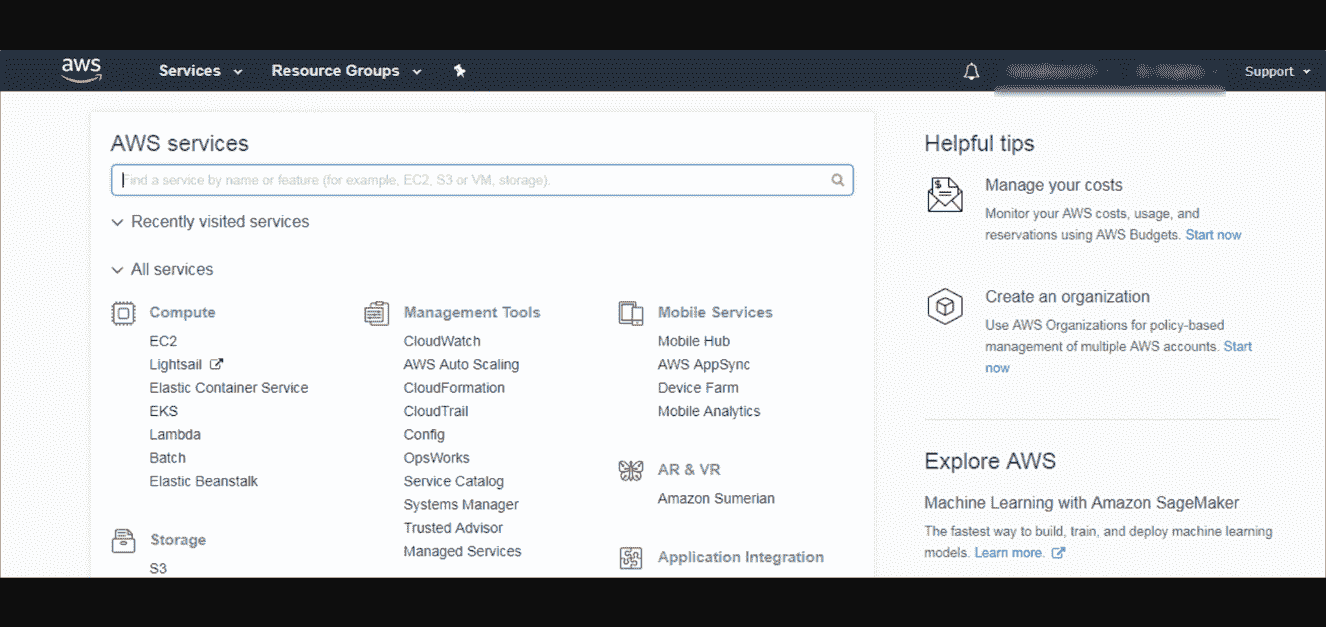 aws
Services
Resource Groups
Support
AWS services
Find a service by name or feature (for example, EC2, S3 or VM, storage).
Recently visited services
All services
Compute
EC2
Lightsail
Elastic Container Service
EKS
Lambda
Batch
Elastic Beanstalk
Storage
S3
Management Tools
CloudWatch
AWS Auto Scaling
CloudFormation
CloudTrail
Config
OpsWorks
Service Catalog
Systems Manager
Trusted Advisor
Managed Services
Mobile Services
Mobile Hub
AWS AppSync
Device Farm
Mobile Analytics
AR & VR
Amazon Sumerian
Application Integration
Helpful tips
Manage your costs
Monitor your AWS costs, usage, and
reservations using AWS Budgets. Start now
Create an organization
Use AWS Organizations for policy-based
management of multiple AWS accounts. Start
now
Explore AWS
Machine Learning with Amazon SageMaker
The fastest way to build, train, and deploy machine learning
models. Learn more.